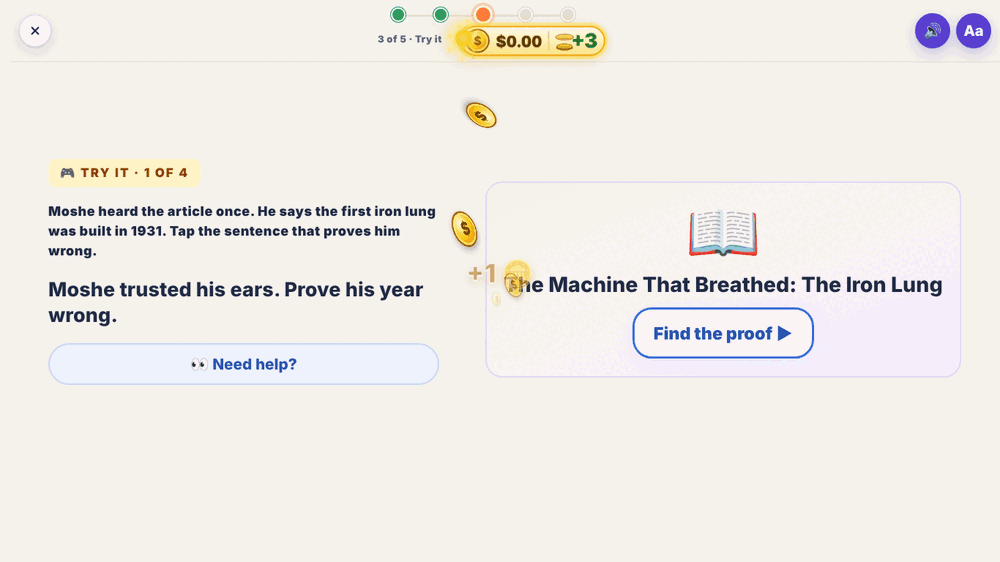 3 of 5 · Try it
$0.00
+3
🎮 TRY IT · 1 OF 4
Moshe heard the article once. He says the first iron lung
was built in 1931. Tap the sentence that proves him
wrong.
Moshe trusted his ears. Prove his year
wrong.
👀 Need help?
+1
The Machine That Breathed: The Iron Lung
Find the proof ▶
Aa